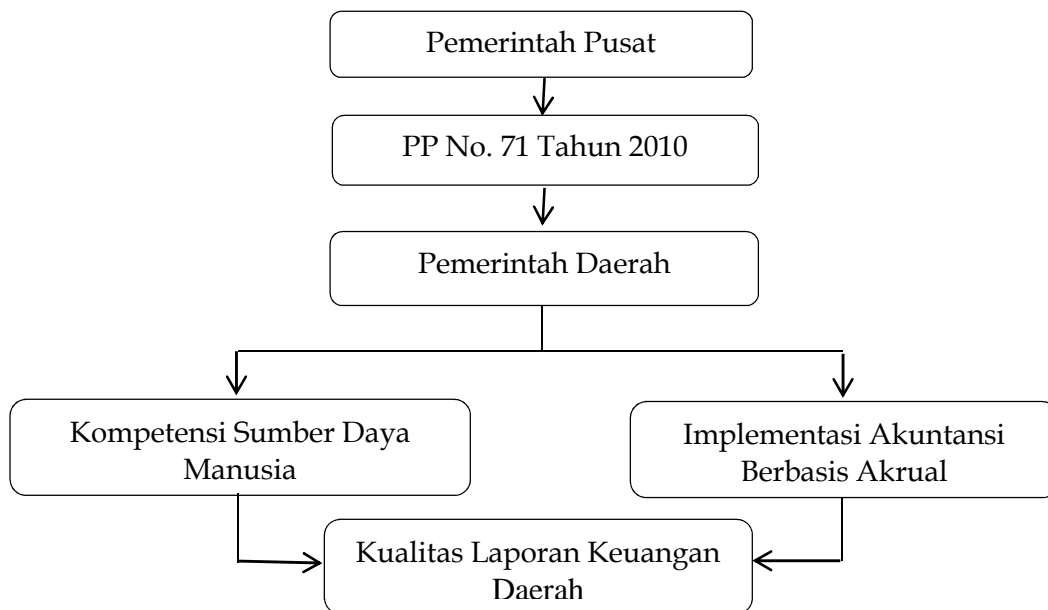 Pemerintah Pusat
PP No. 71 Tahun 2010
Pemerintah Daerah
Kompetensi Sumber Daya
Manusia
Implementasi Akuntansi
Berbasis Akrual
Kualitas Laporan Keuangan
Daerah